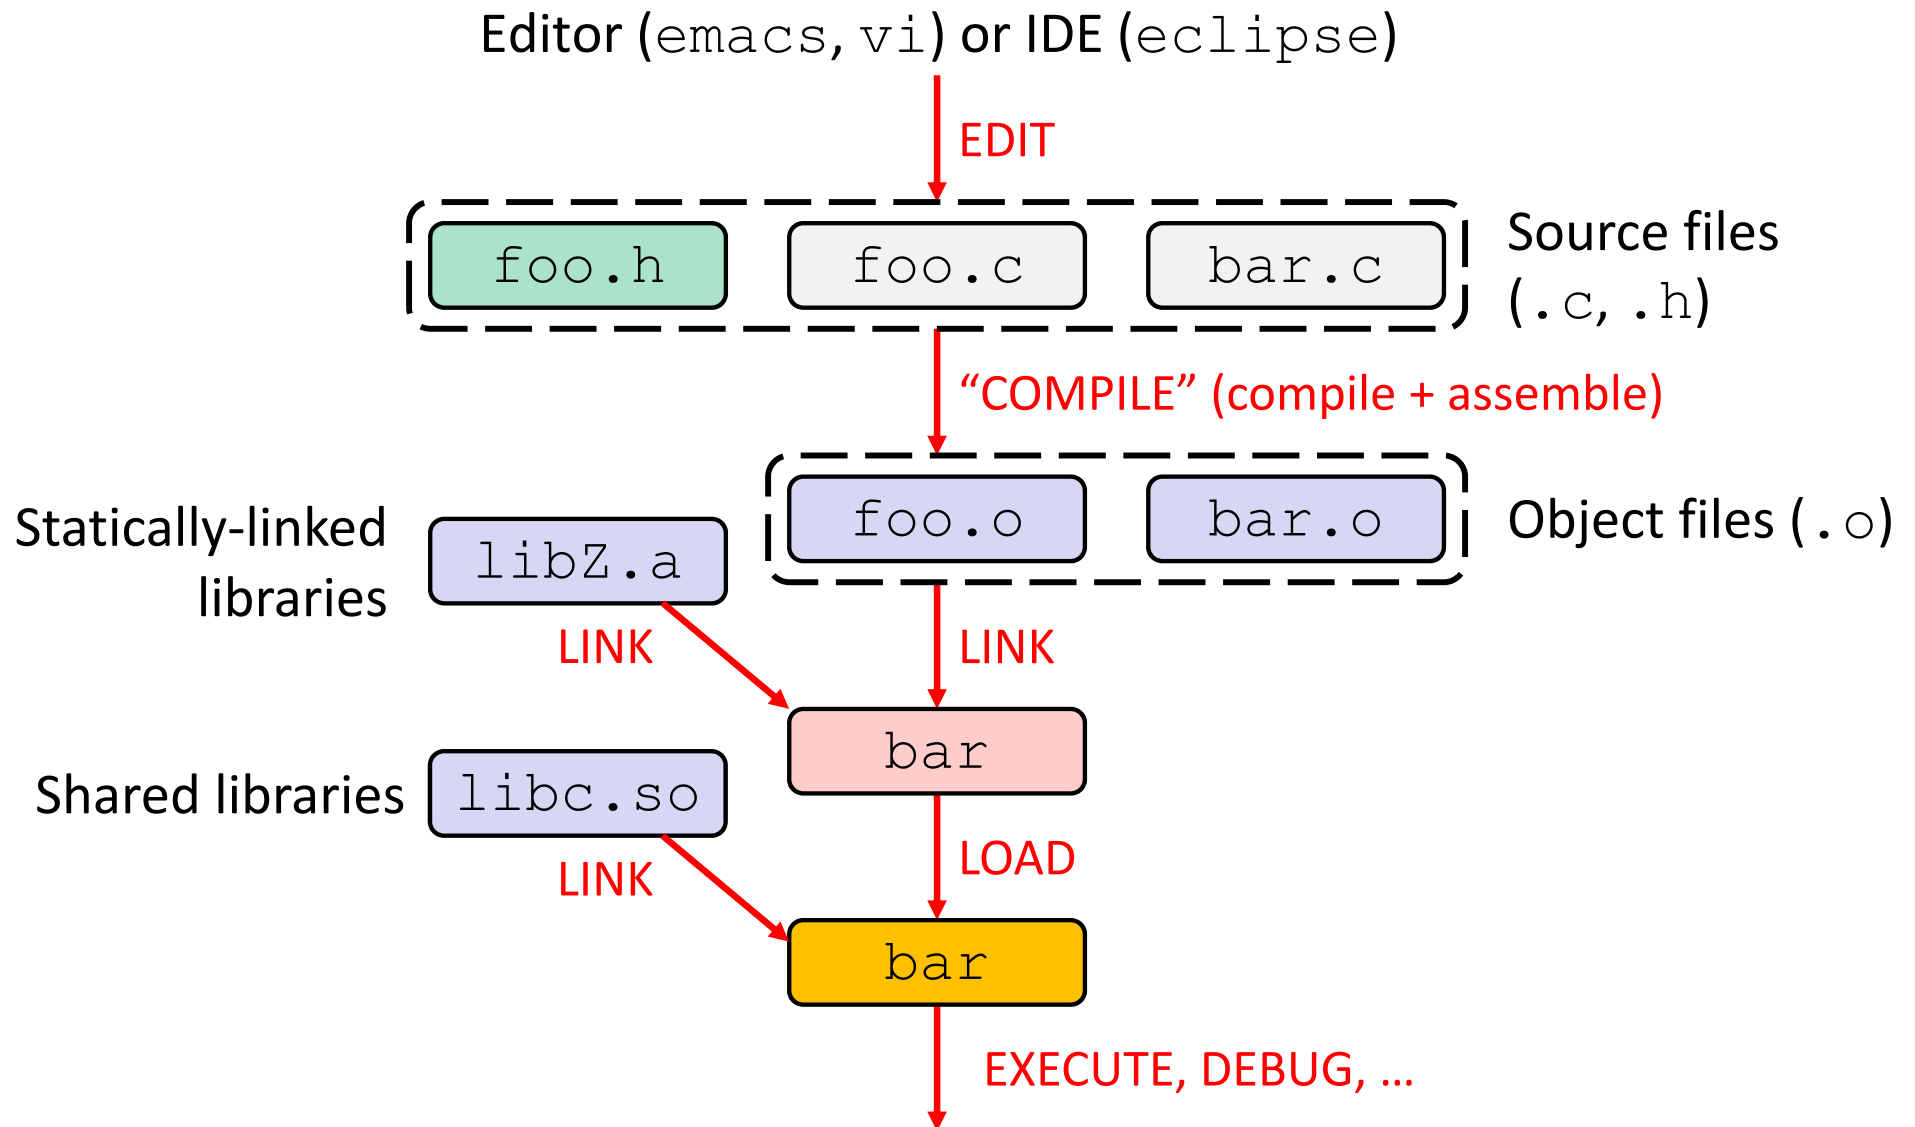 Editor (emacs, vi) or IDE (eclipse)
EDIT
foo.h
foo.c
bar.c
Source files
(.c, .h)
“COMPILE” (compile + assemble)
Statically-linked
libraries
libZ.a
foo.o
bar.o
Object files (.o)
LINK
LINK
bar
Shared libraries
libc.so
LINK
LOAD
bar
EXECUTE, DEBUG, …